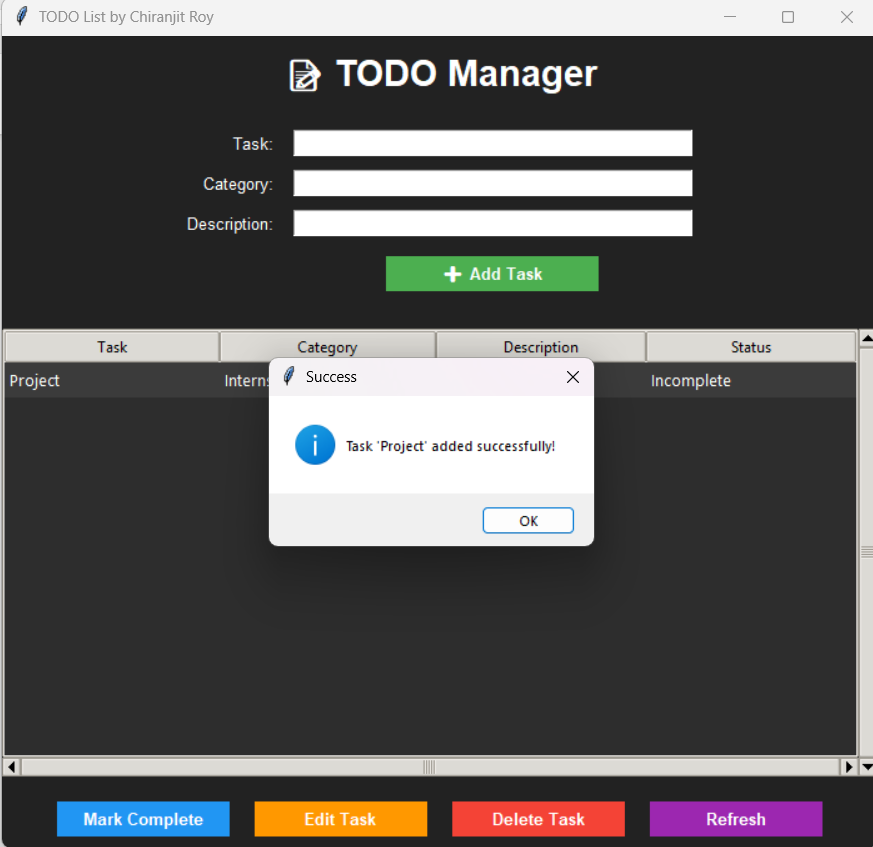 TODO List by Chiranjit Roy
TODO Manager
Task:
Category:
Description:
Add Task
Task Category Description Status
Project Incomplete
Success
Task 'Project' added successfully!
OK
Mark Complete Edit Task Delete Task Refresh